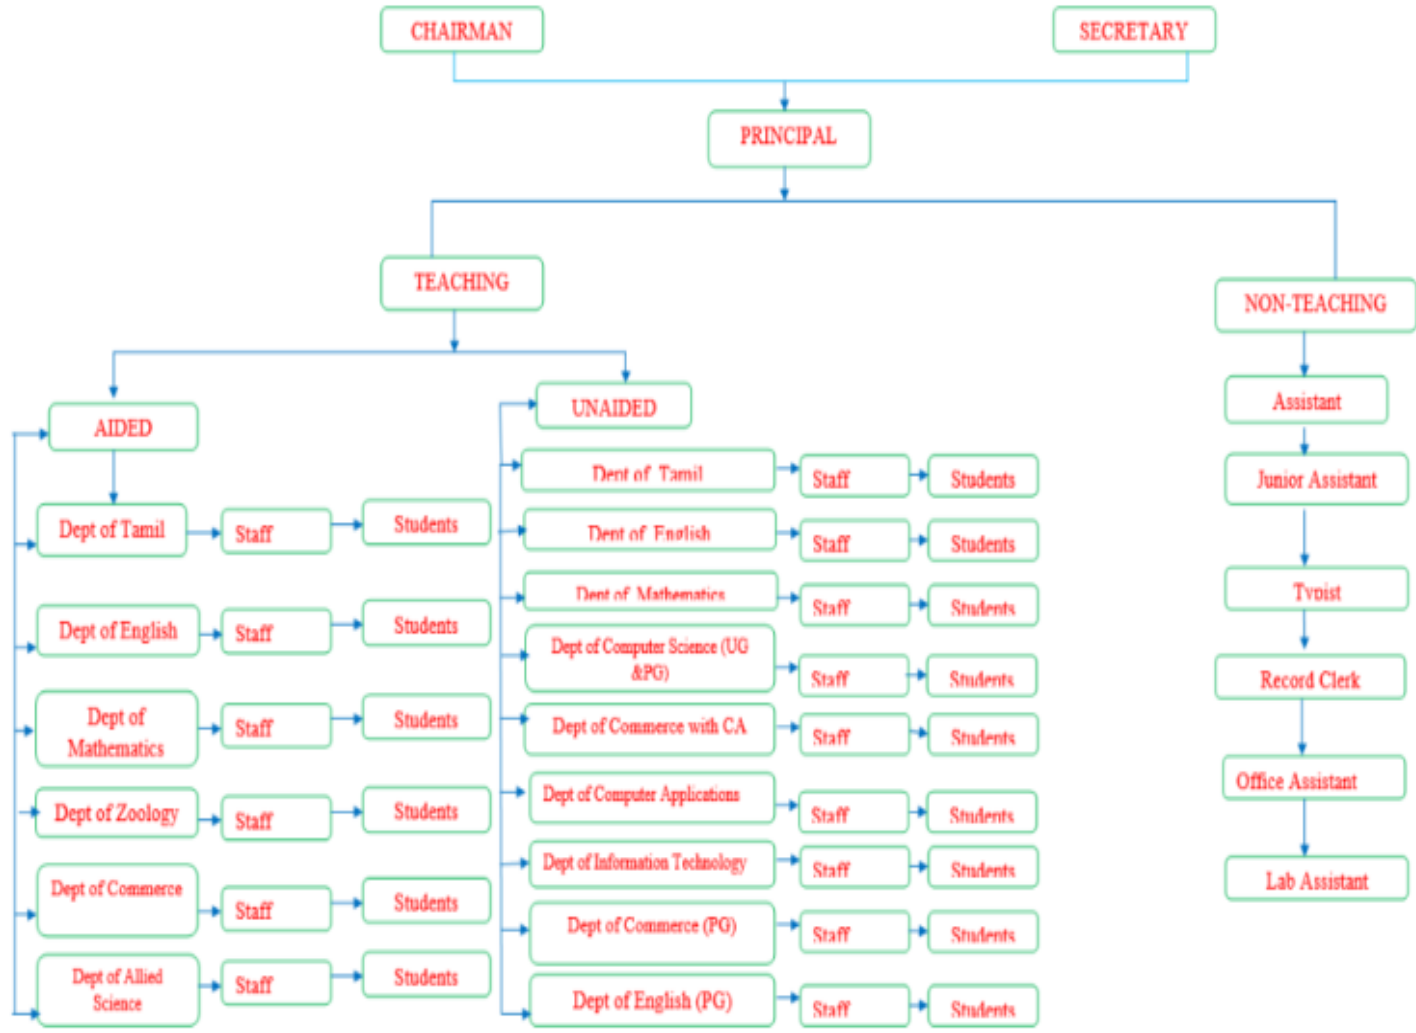 CHAIRMAN
SECRETARY
PRINCIPAL
TEACHING
NON-TEACHING
AIDED
UNAIDED
Dept of Tamil
Staff
Students
Dept of English
Staff
Students
Dept of
Mathematics
Staff
Students
Dept of Zoology
Staff
Students
Dept of Commerce
Staff
Students
Dept of Allied
Science
Staff
Students
Dept of Tamil
Staff
Students
Dept of English
Staff
Students
Dept of Mathematics
Staff
Students
Dept of Computer Science (UG
&PG)
Staff
Students
Dept of Commerce with CA
Staff
Students
Dept of Computer Applications
Staff
Students
Dept of Information Technology
Staff
Students
Dept of Commerce (PG)
Staff
Students
Dept of English (PG)
Staff
Students
Assistant
Junior Assistant
Typist
Record Clerk
Office Assistant
Lab Assistant